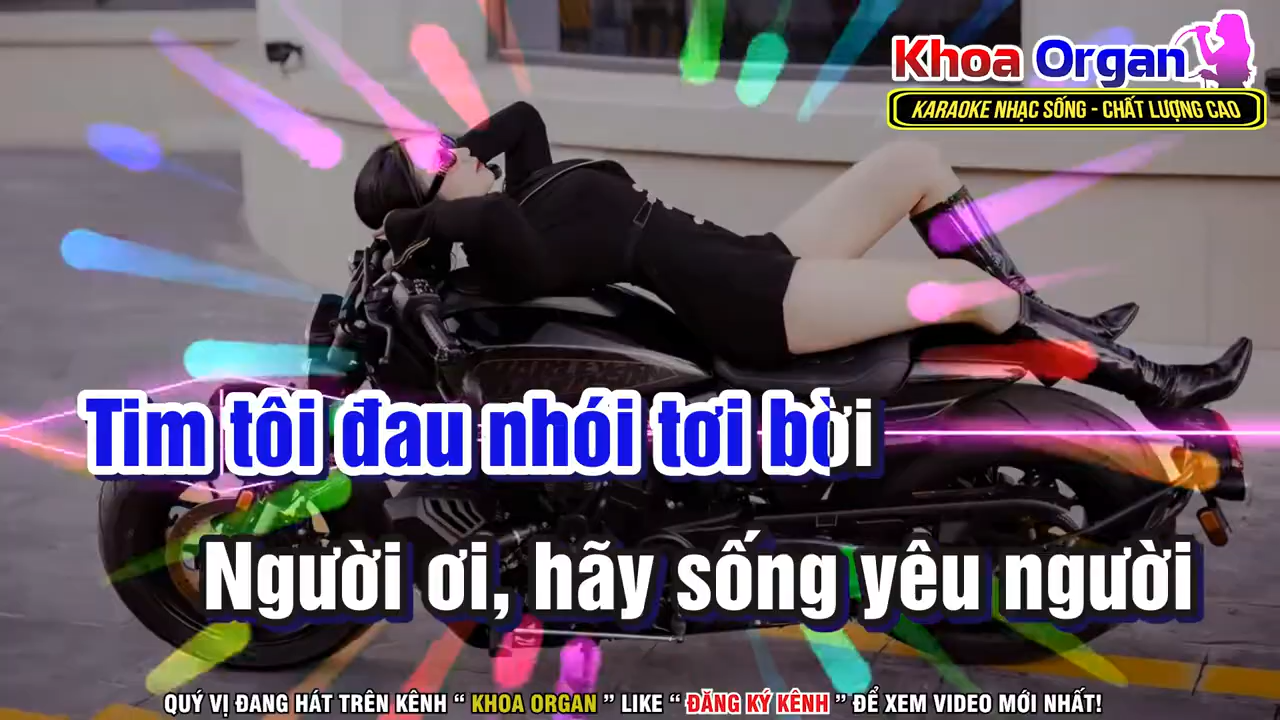 Khoa Organ
KARAOKE NHẠC SỐNG - CHẤT LƯỢNG CAO
Tim tôi đau nhói tơi bời
Người ơi, hãy sống yêu người
QUÝ VỊ ĐANG HÁT TRÊN KÊNH “ KHOA ORGAN ” LIKE “ ĐĂNG KÝ KÊNH ” ĐỂ XEM VIDEO MỚI NHẤT!